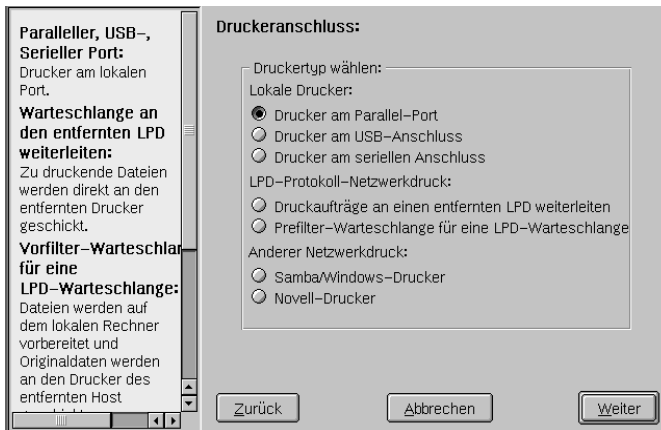 Paralleller, USB-,
Serieller Port:
Drucker am lokalen
Port.
Warteschlange an
den entfernten LPD
weiterleiten:
Zu druckende Dateien
werden direkt an den
entfernten Drucker
geschickt.
Vorfilter-Warteschlar
für eine
LPD-Warteschlange:
Dateien werden auf
dem lokalen Rechner
vorbereitet und
Originaldaten werden
an den Drucker des
entfernten Host
Druckeranschluss:
Druckertyp wählen:
Lokale Drucker:
Drucker am Parallel-Port
Drucker am USB-Anschluss
Drucker am seriellen Anschluss
LPD-Protokoll-Netzwerkdruck:
Druckaufträge an einen entfernten LPD weiterleiten
Prefilter-Warteschlange für eine LPD-Warteschlange
Anderer Netzwerkdruck:
Samba/Windows-Drucker
Novell-Drucker
Zurück
Abbrechen
Weiter